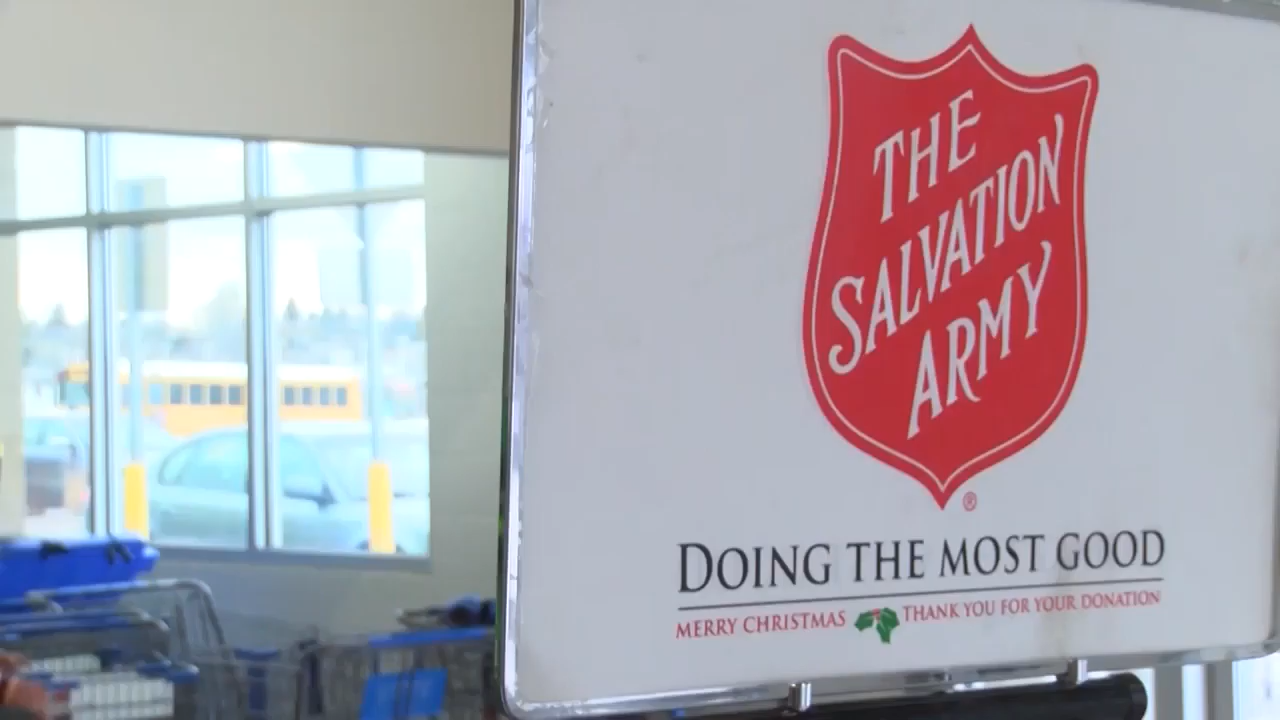 THE
SALVATION
ARMY
®
DOING THE MOST GOOD
MERRY CHRISTMAS THANK YOU FOR YOUR DONATION